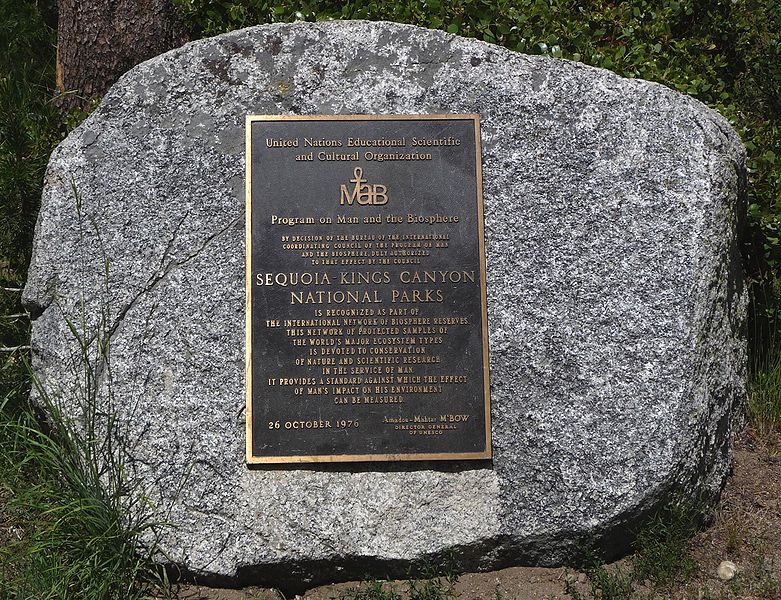 United Nations Educational Scientific
and Cultural Organization
MaB
Program on Man and the Biosphere
BY DECISION OF THE BUREAU OF THE INTERNATIONAL
COORDINATING COUNCIL OF THE PROGRAM ON MAN
AND THE BIOSPHERE, DULY AUTHORIZED
TO THAT EFFECT BY THE COUNCIL
SEQUOIA-KINGS CANYON
NATIONAL PARKS
IS RECOGNIZED AS PART OF
THE INTERNATIONAL NETWORK OF BIOSPHERE RESERVES.
THIS NETWORK OF PROTECTED SAMPLES OF
THE WORLD'S MAJOR ECOSYSTEM TYPES
IS DEVOTED TO CONSERVATION
OF NATURE AND SCIENTIFIC RESEARCH
IN THE SERVICE OF MAN.
IT PROVIDES A STANDARD AGAINST WHICH THE EFFECT
OF MAN'S IMPACT ON HIS ENVIRONMENT
CAN BE MEASURED.
26 OCTOBER 1976
Amadou-Mahtar M'BOW
DIRECTOR GENERAL
OF UNESCO